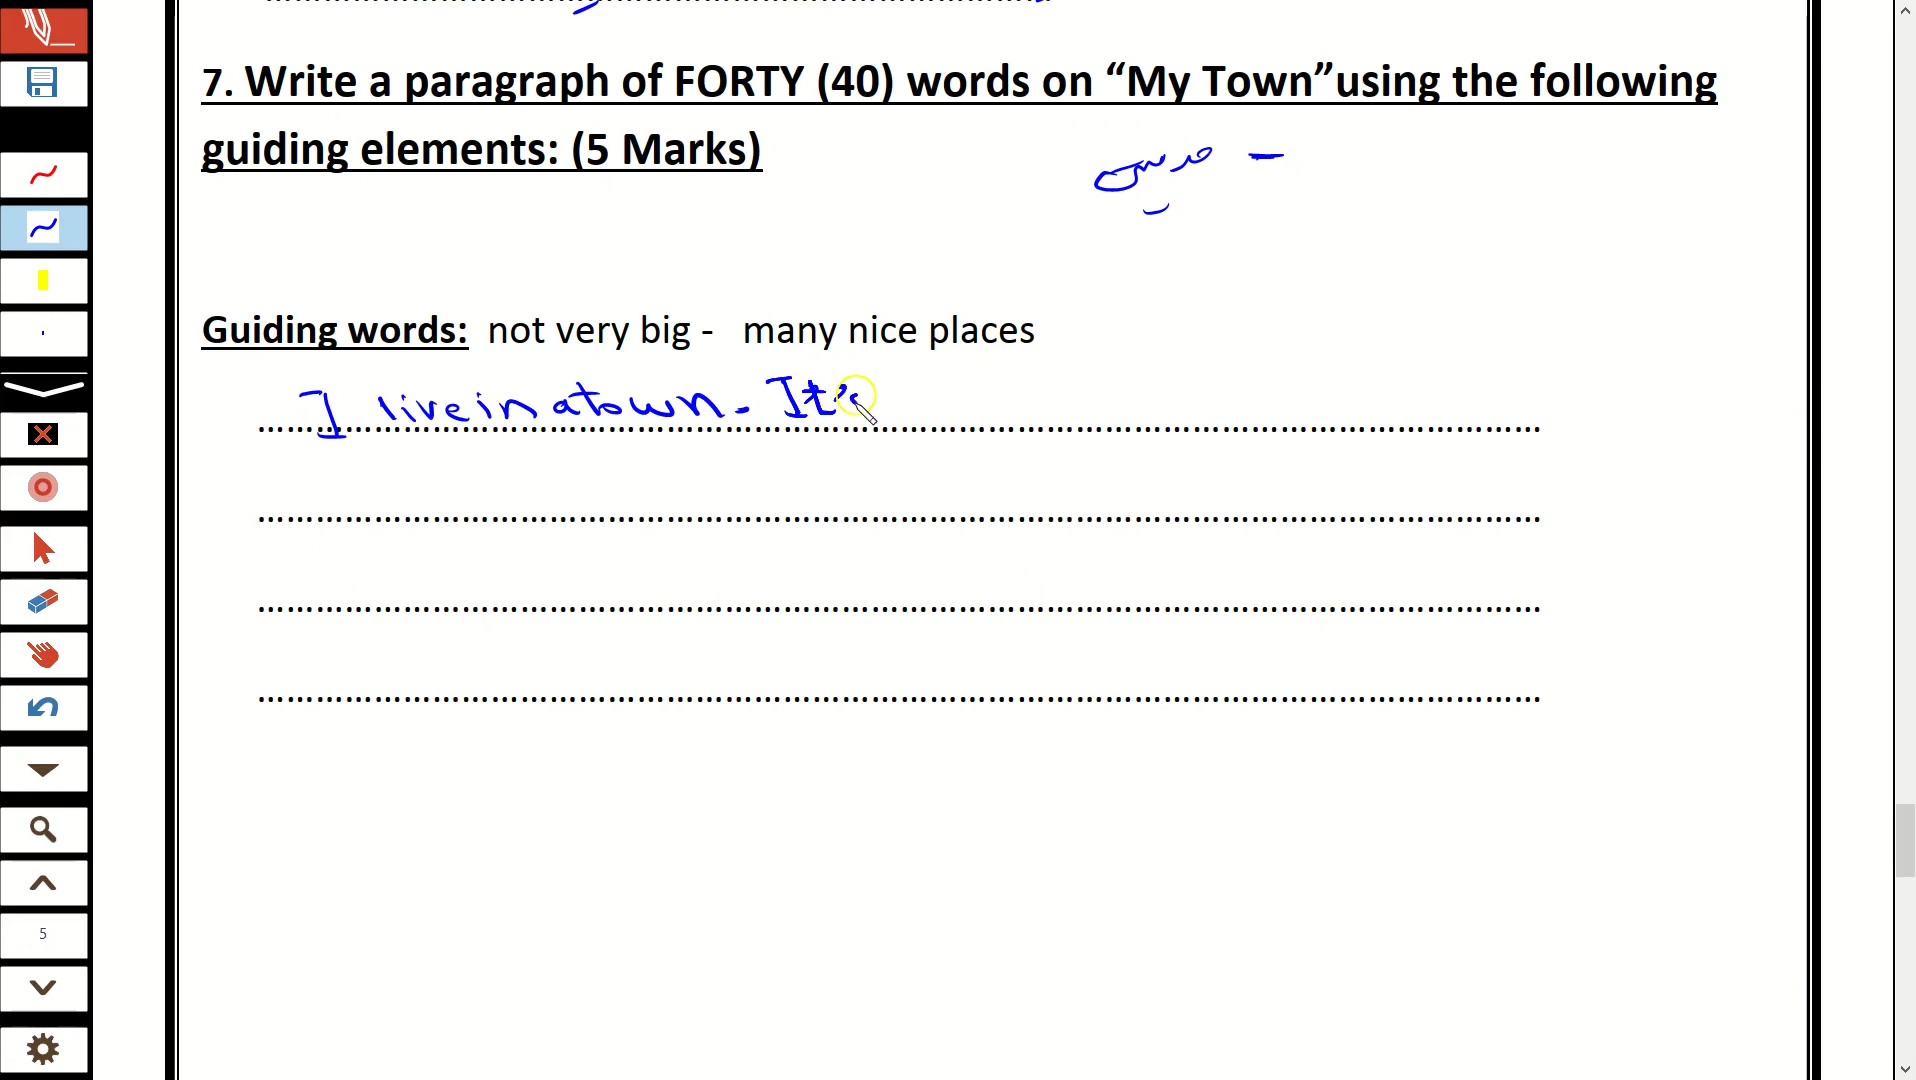 7. Write a paragraph of FORTY (40) words on “My Town”using the following
guiding elements: (5 Marks)
Guiding words: not very big - many nice places
I live in a town. It's
5